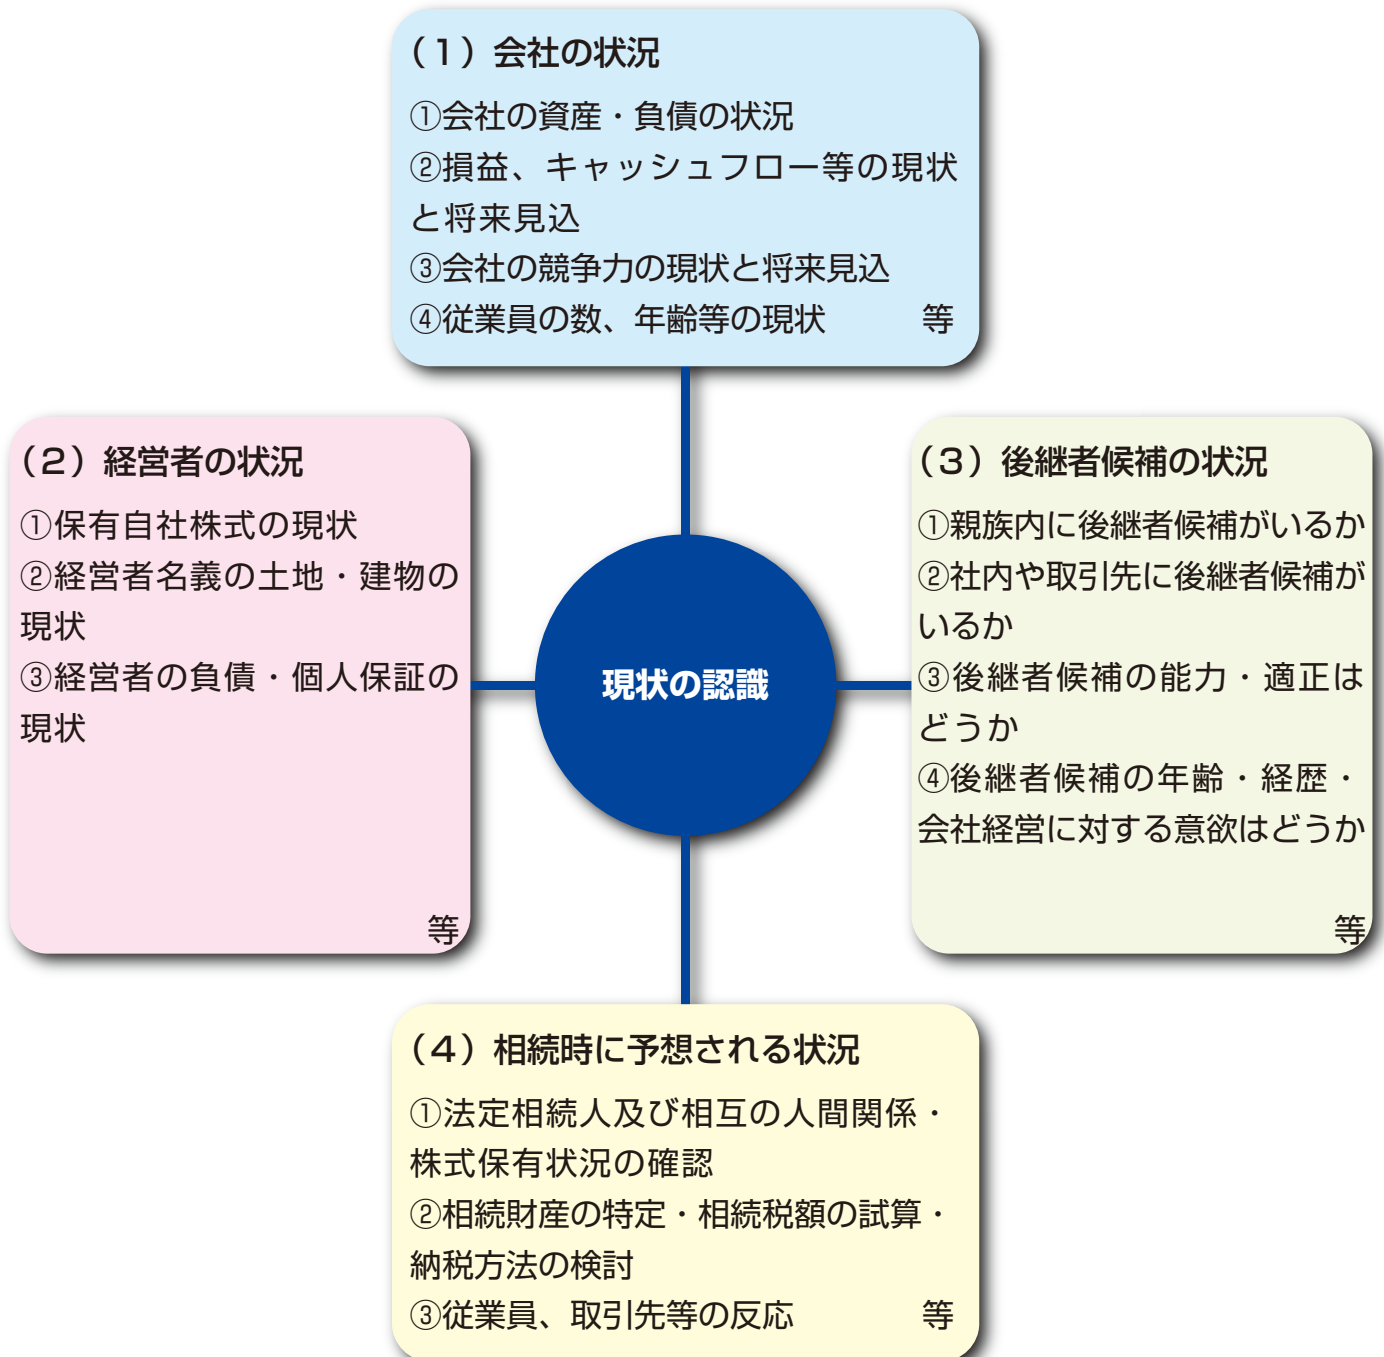 （1）会社の状況
①会社の資産・負債の状況
②損益、キャッシュフロー等の現状
と将来見込
③会社の競争力の現状と将来見込
④従業員の数、年齢等の現状　　　等
（2）経営者の状況
①保有自社株式の現状
②経営者名義の土地・建物の
現状
③経営者の負債・個人保証の
現状
等
現状の認識
（3）後継者候補の状況
①親族内に後継者候補がいるか
②社内や取引先に後継者候補が
いるか
③後継者候補の能力・適正は
どうか
④後継者候補の年齢・経歴・
会社経営に対する意欲はどうか
等
（4）相続時に予想される状況
①法定相続人及び相互の人間関係・
株式保有状況の確認
②相続財産の特定・相続税額の試算・
納税方法の検討
③従業員、取引先等の反応　　　　等